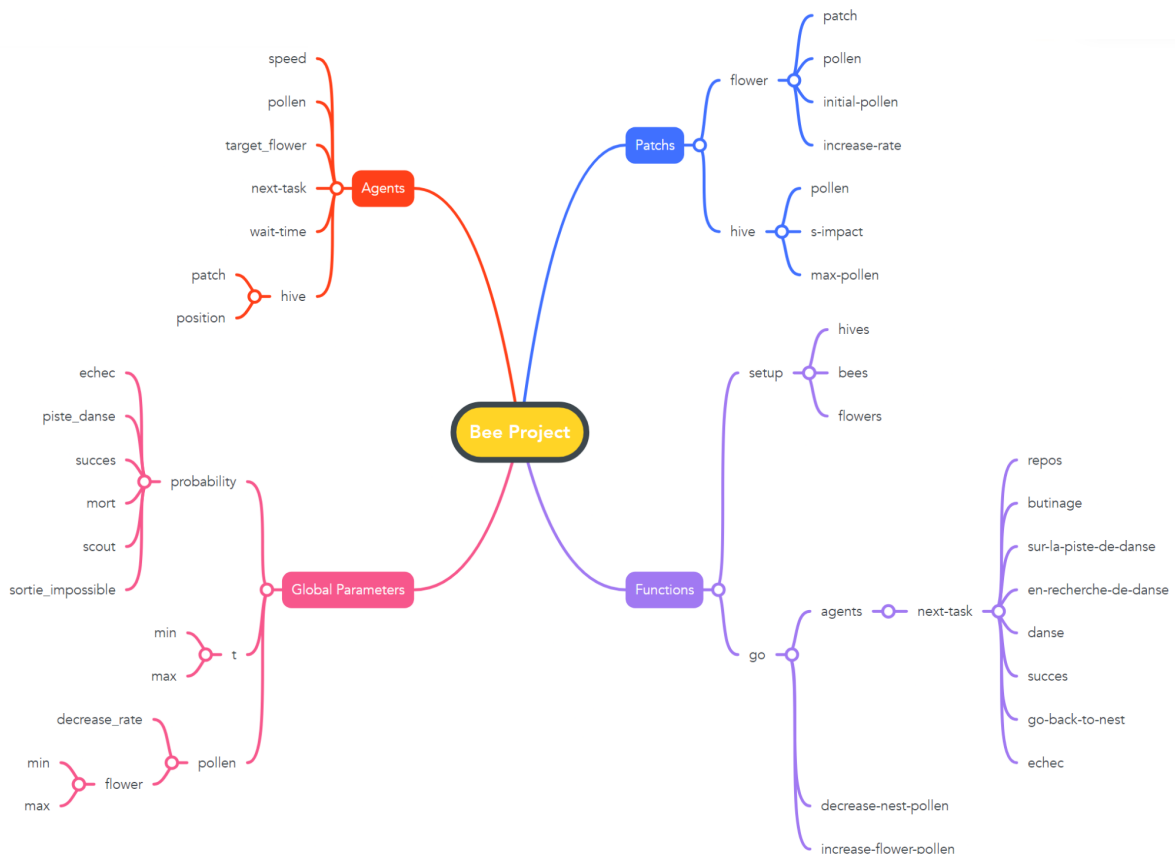 Bee Project
Agents
speed
pollen
target_flower
next-task
wait-time
hive
patch
position
Patchs
flower
patch
pollen
initial-pollen
increase-rate
hive
pollen
s-impact
max-pollen
Global Parameters
probability
echec
piste_danse
succes
mort
scout
sortie_impossible
t
min
max
pollen
decrease_rate
flower
min
max
Functions
setup
hives
bees
flowers
go
agents
next-task
repos
butinage
sur-la-piste-de-danse
en-recherche-de-danse
danse
succes
go-back-to-nest
echec
decrease-nest-pollen
increase-flower-pollen